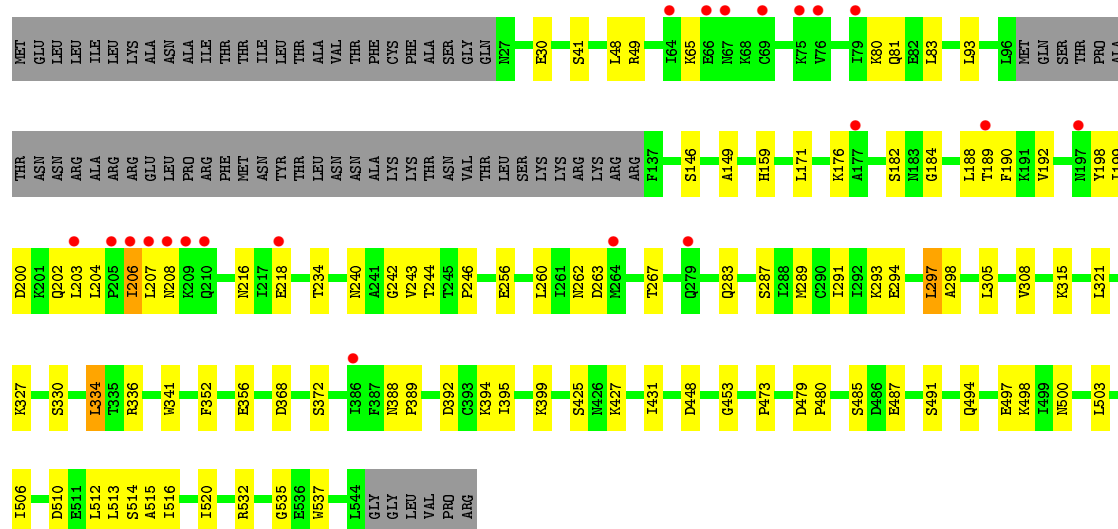 MET GLU LEU LEU ILE LEU LYS ALA ASN ALA ILE THR THR ILE LEU THR ALA VAL THR PHE CYS PHE ALA SER GLY GLN N27 E30 S41 L48 R49 I64 K65 E66 N67 K68 C69 K75 V76 I79 K80 Q81 E82 L83 L93 L96 MET GLN SER THR PRO ALA
THR ASN ASN ARG ALA ARG ARG GLU LEU PRO ARG PHE MET ASN TYR THR LEU ASN ASN ALA LYS LYS THR ASN VAL THR LEU SER LYS LYS ARG LYS ARG ARG F137 S146 A149 H159 L171 K176 A177 S182 N183 G184 L188 T189 F190 K191 V192 N197 Y198 I199
D200 K201 Q202 L203 L204 P205 I206 L207 N208 K209 Q210 N216 I217 E218 T234 N240 A241 G242 V243 T244 T245 P246 E256 L260 I261 N262 D263 M264 T267 Q279 Q283 S287 I288 M289 C290 I291 I292 K293 E294 L297 A298 L305 V308 K315 L321
K327 S330 L334 T335 R336 W341 F352 E356 D368 S372 I386 F387 N388 P389 D392 C393 K394 I395 K399 S425 N426 K427 I431 D448 G453 P473 D479 P480 S485 D486 E487 S491 Q494 E497 K498 I499 N500 L503
I506 D510 E511 L512 L513 S514 A515 I516 I520 R532 G535 E536 W537 L544 GLY GLY LEU VAL PRO ARG